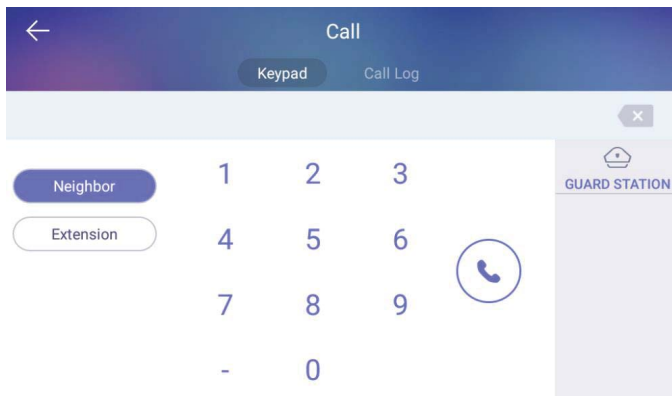 Call
Keypad Call Log
Neighbor
Extension
1 2 3
4 5 6
7 8 9
- 0
GUARD STATION